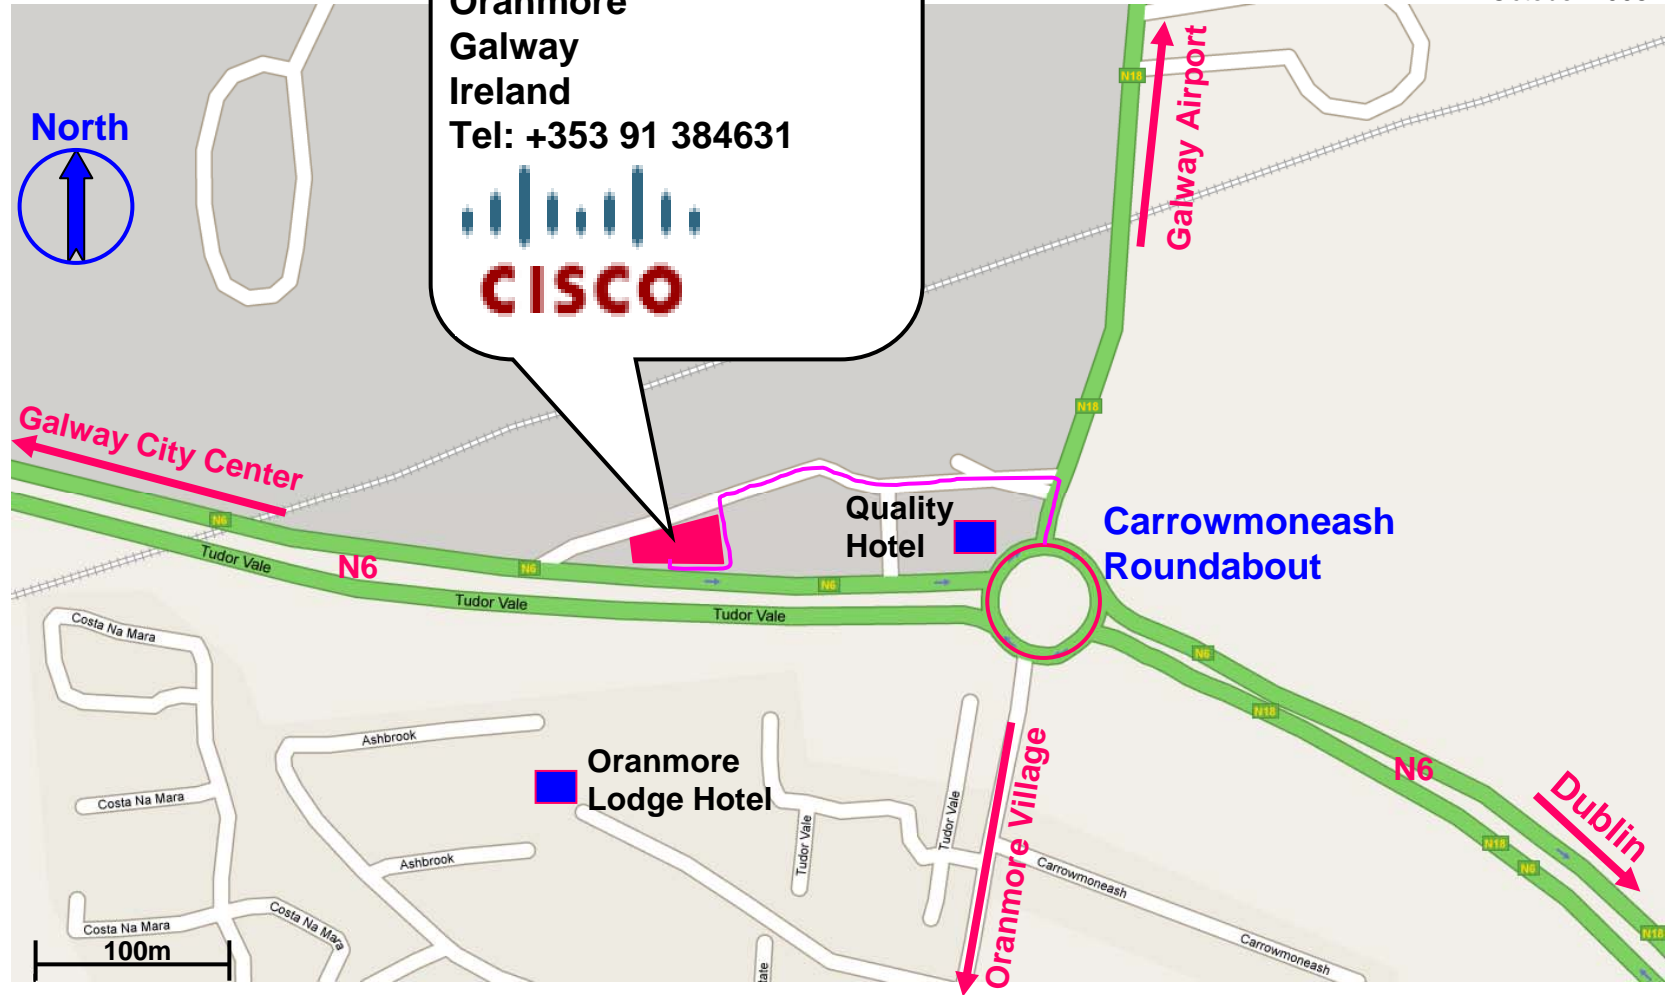 Oranmore
Galway
Ireland
Tel: +353 91 384631
CISCO
North
N18
Galway Airport
N18
Galway City Center
N6
Tudor Vale
N6
N6
Tudor Vale
N6
Tudor Vale
Quality
Hotel
Carrowmoneash
Roundabout
N6
N18
N6
Dublin
N18
N6
N18
Costa Na Mara
Ashbrook
Oranmore
Lodge Hotel
Costa Na Mara
Ashbrook
Tudor Vale
Tudor Vale
Oranmore Village
Carrowmoneash
Carrowmoneash
Costa Na Mara
Costa Na Mara
100m